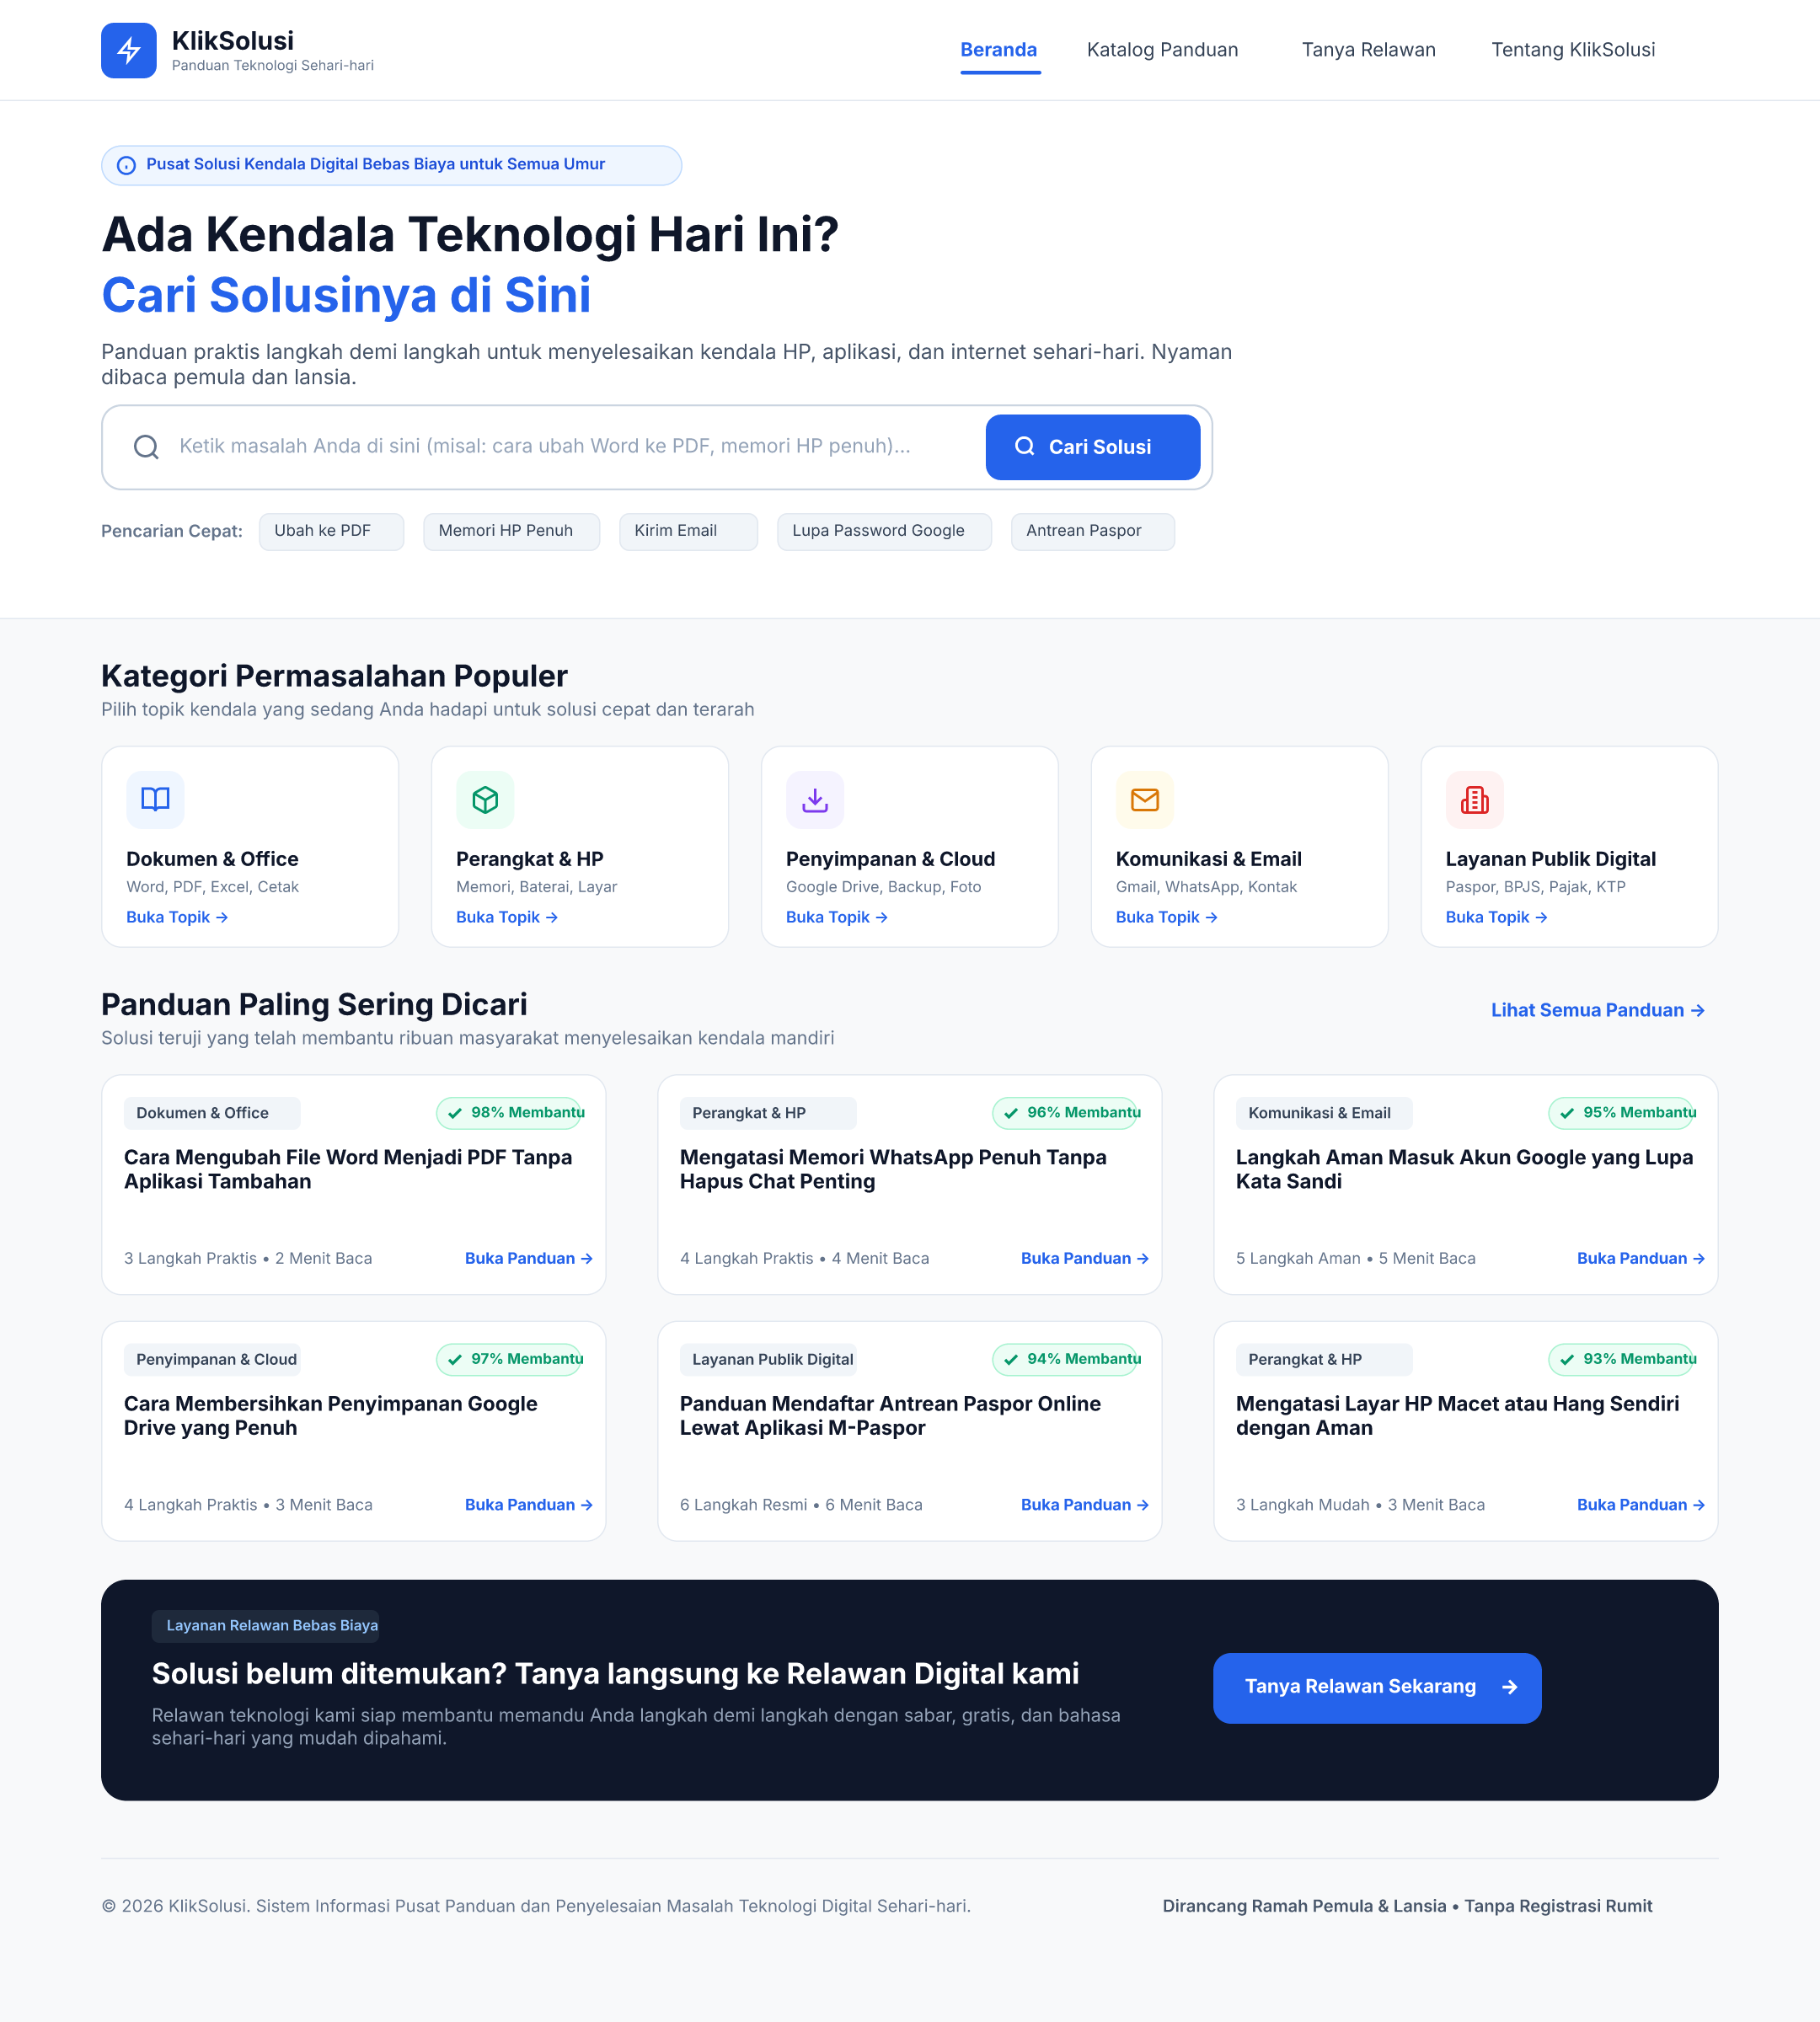 KlikSolusi
Panduan Teknologi Sehari-hari
Beranda
Katalog Panduan
Tanya Relawan
Tentang KlikSolusi
Pusat Solusi Kendala Digital Bebas Biaya untuk Semua Umur
Ada Kendala Teknologi Hari Ini?
Cari Solusinya di Sini
Panduan praktis langkah demi langkah untuk menyelesaikan kendala HP, aplikasi, dan internet sehari-hari. Nyaman
dibaca pemula dan lansia.
Ketik masalah Anda di sini (misal: cara ubah Word ke PDF, memori HP penuh)...
Cari Solusi
Pencarian Cepat:
Ubah ke PDF
Memori HP Penuh
Kirim Email
Lupa Password Google
Antrean Paspor
Kategori Permasalahan Populer
Pilih topik kendala yang sedang Anda hadapi untuk solusi cepat dan terarah
Dokumen & Office
Word, PDF, Excel, Cetak
Buka Topik →
Perangkat & HP
Memori, Baterai, Layar
Buka Topik →
Penyimpanan & Cloud
Google Drive, Backup, Foto
Buka Topik →
Komunikasi & Email
Gmail, WhatsApp, Kontak
Buka Topik →
Layanan Publik Digital
Paspor, BPJS, Pajak, KTP
Buka Topik →
Panduan Paling Sering Dicari
Solusi teruji yang telah membantu ribuan masyarakat menyelesaikan kendala mandiri
Lihat Semua Panduan →
Dokumen & Office
98% Membantu
Cara Mengubah File Word Menjadi PDF Tanpa
Aplikasi Tambahan
3 Langkah Praktis • 2 Menit Baca
Buka Panduan →
Perangkat & HP
96% Membantu
Mengatasi Memori WhatsApp Penuh Tanpa
Hapus Chat Penting
4 Langkah Praktis • 4 Menit Baca
Buka Panduan →
Komunikasi & Email
95% Membantu
Langkah Aman Masuk Akun Google yang Lupa
Kata Sandi
5 Langkah Aman • 5 Menit Baca
Buka Panduan →
Penyimpanan & Cloud
97% Membantu
Cara Membersihkan Penyimpanan Google
Drive yang Penuh
4 Langkah Praktis • 3 Menit Baca
Buka Panduan →
Layanan Publik Digital
94% Membantu
Panduan Mendaftar Antrean Paspor Online
Lewat Aplikasi M-Paspor
6 Langkah Resmi • 6 Menit Baca
Buka Panduan →
Perangkat & HP
93% Membantu
Mengatasi Layar HP Macet atau Hang Sendiri
dengan Aman
3 Langkah Mudah • 3 Menit Baca
Buka Panduan →
Layanan Relawan Bebas Biaya
Solusi belum ditemukan? Tanya langsung ke Relawan Digital kami
Relawan teknologi kami siap membantu memandu Anda langkah demi langkah dengan sabar, gratis, dan bahasa
sehari-hari yang mudah dipahami.
Tanya Relawan Sekarang →
© 2026 KlikSolusi. Sistem Informasi Pusat Panduan dan Penyelesaian Masalah Teknologi Digital Sehari-hari.
Dirancang Ramah Pemula & Lansia • Tanpa Registrasi Rumit